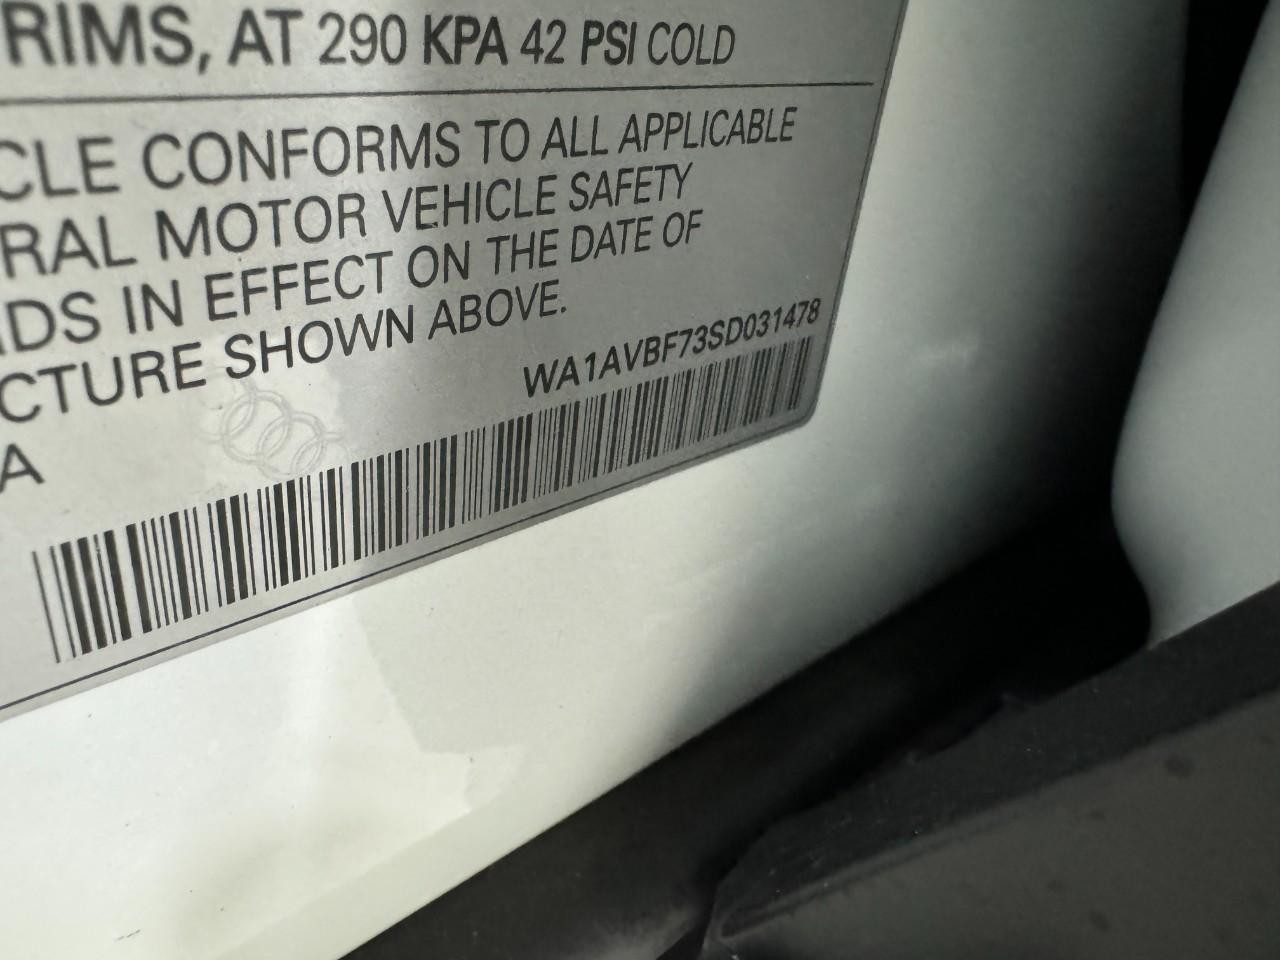 RIMS, AT 290 KPA 42 PSI COLD
CLE CONFORMS TO ALL APPLICABLE
RAL MOTOR VEHICLE SAFETY
DS IN EFFECT ON THE DATE OF
CTURE SHOWN ABOVE.
WA1AVBF73SD031478
A